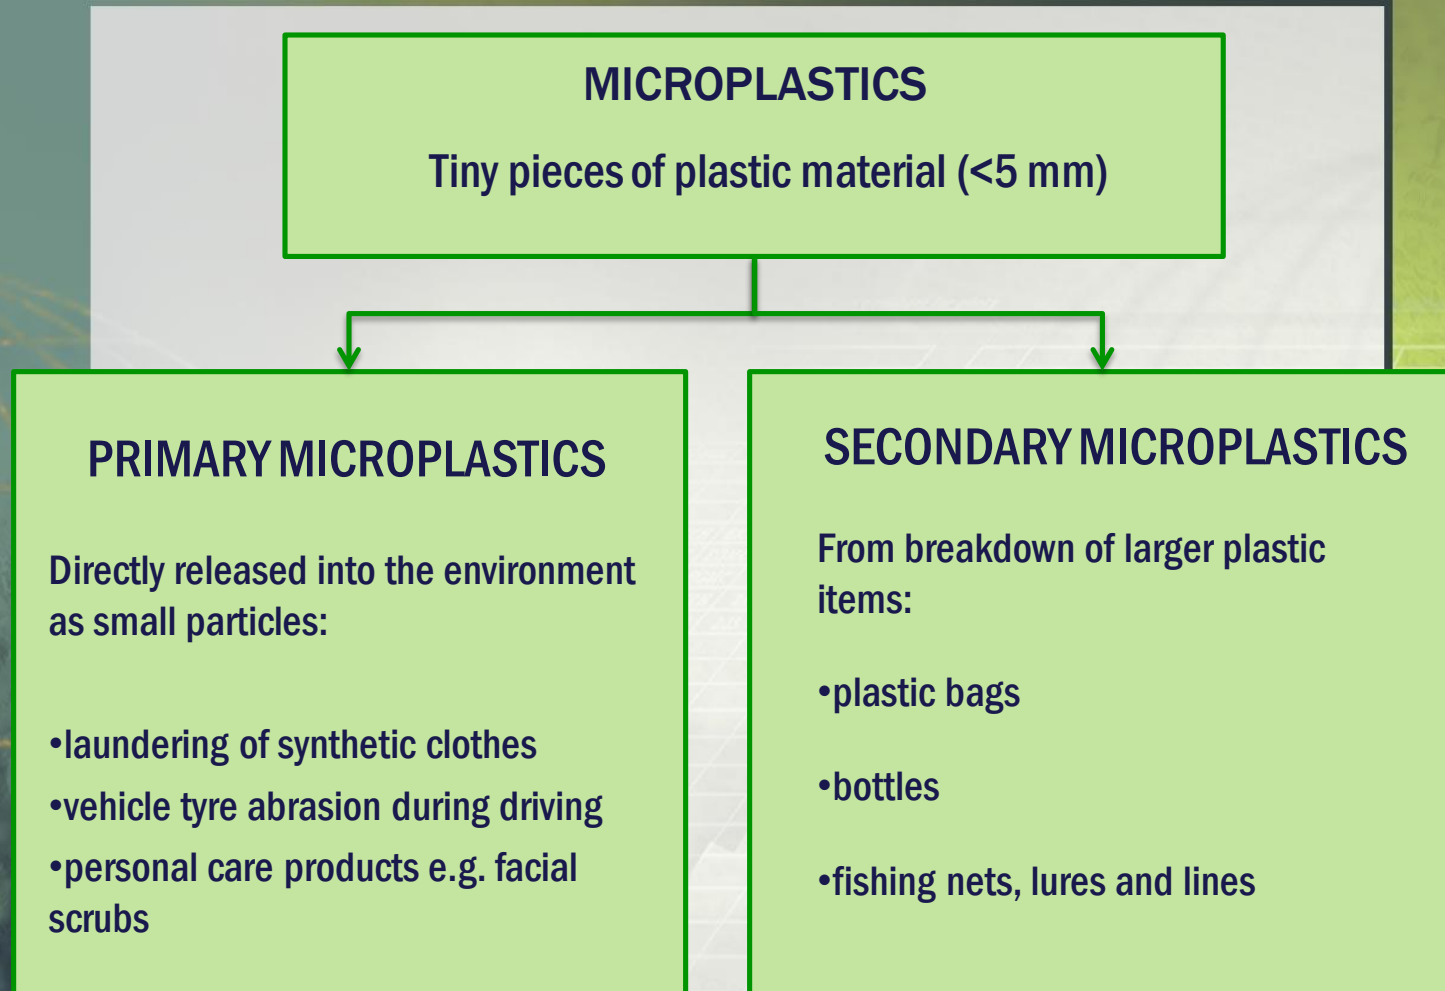 MICROPLASTICS
Tiny pieces of plastic material (<5 mm)
PRIMARY MICROPLASTICS
Directly released into the environment
as small particles:
•laundering of synthetic clothes
•vehicle tyre abrasion during driving
•personal care products e.g. facial
scrubs
SECONDARY MICROPLASTICS
From breakdown of larger plastic
items:
•plastic bags
•bottles
•fishing nets, lures and lines